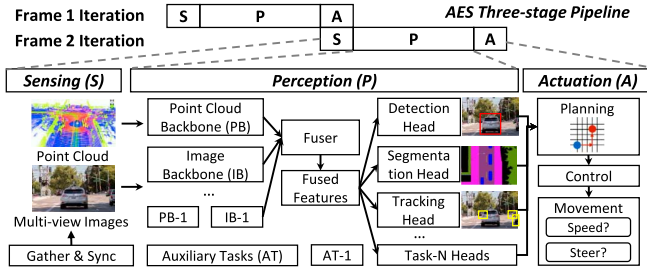 Frame 1 Iteration
S
P
A
AES Three-stage Pipeline
Frame 2 Iteration
S
P
A
Sensing (S)
Perception (P)
Actuation (A)
Point Cloud
Multi-view Images
Gather & Sync
Point Cloud
Backbone (PB)
Image
Backbone (IB)
...
PB-1
IB-1
Auxiliary Tasks (AT)
AT-1
Fuser
Fused
Features
Detection
Head
Segmenta
tion Head
Tracking
Head
...
Task-N Heads
Planning
Control
Movement
Speed?
Steer?